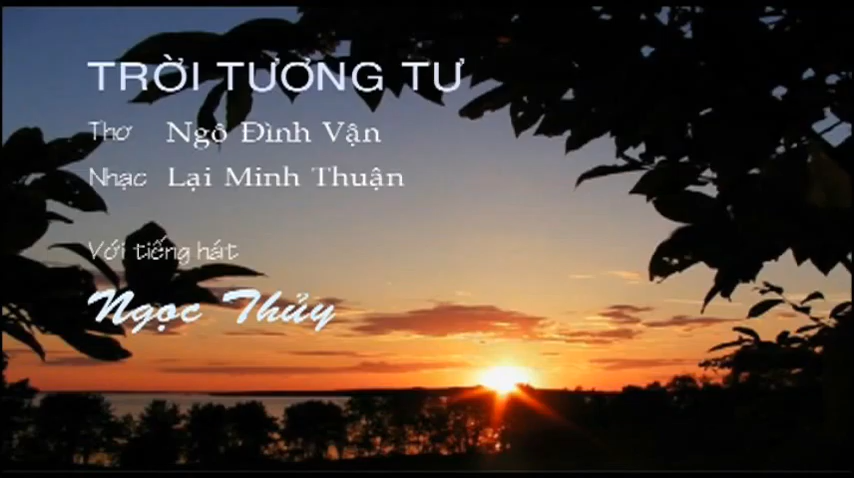 TRỜI TƯƠNG TƯ
Thơ Ngô Đình Vận
Nhạc Lại Minh Thuận
Với tiếng hát
Ngọc Thủy